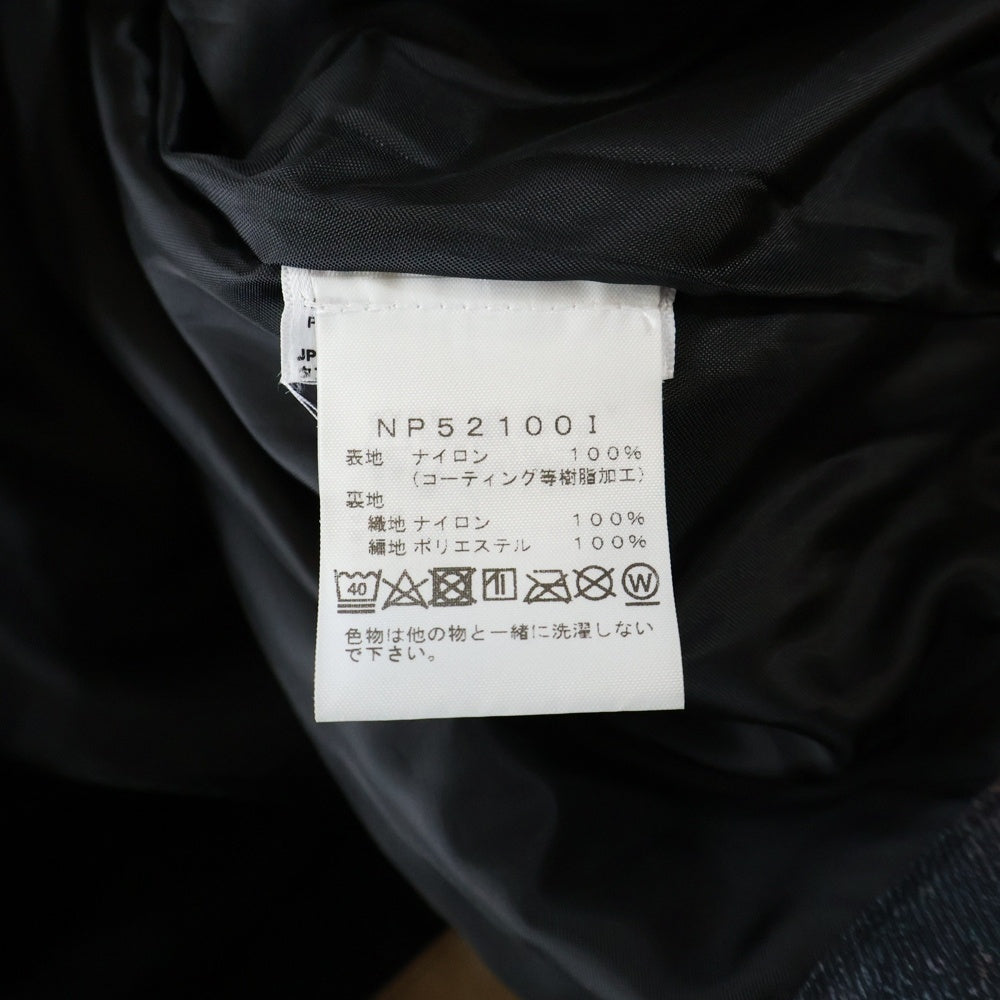 JP
NP52100I
表地 ナイロン 100%
(コーティング等樹脂加工)
裏地
織地 ナイロン 100%
編地 ポリエステル 100%
40 W
色物は他の物と一緒に洗濯しない
で下さい。